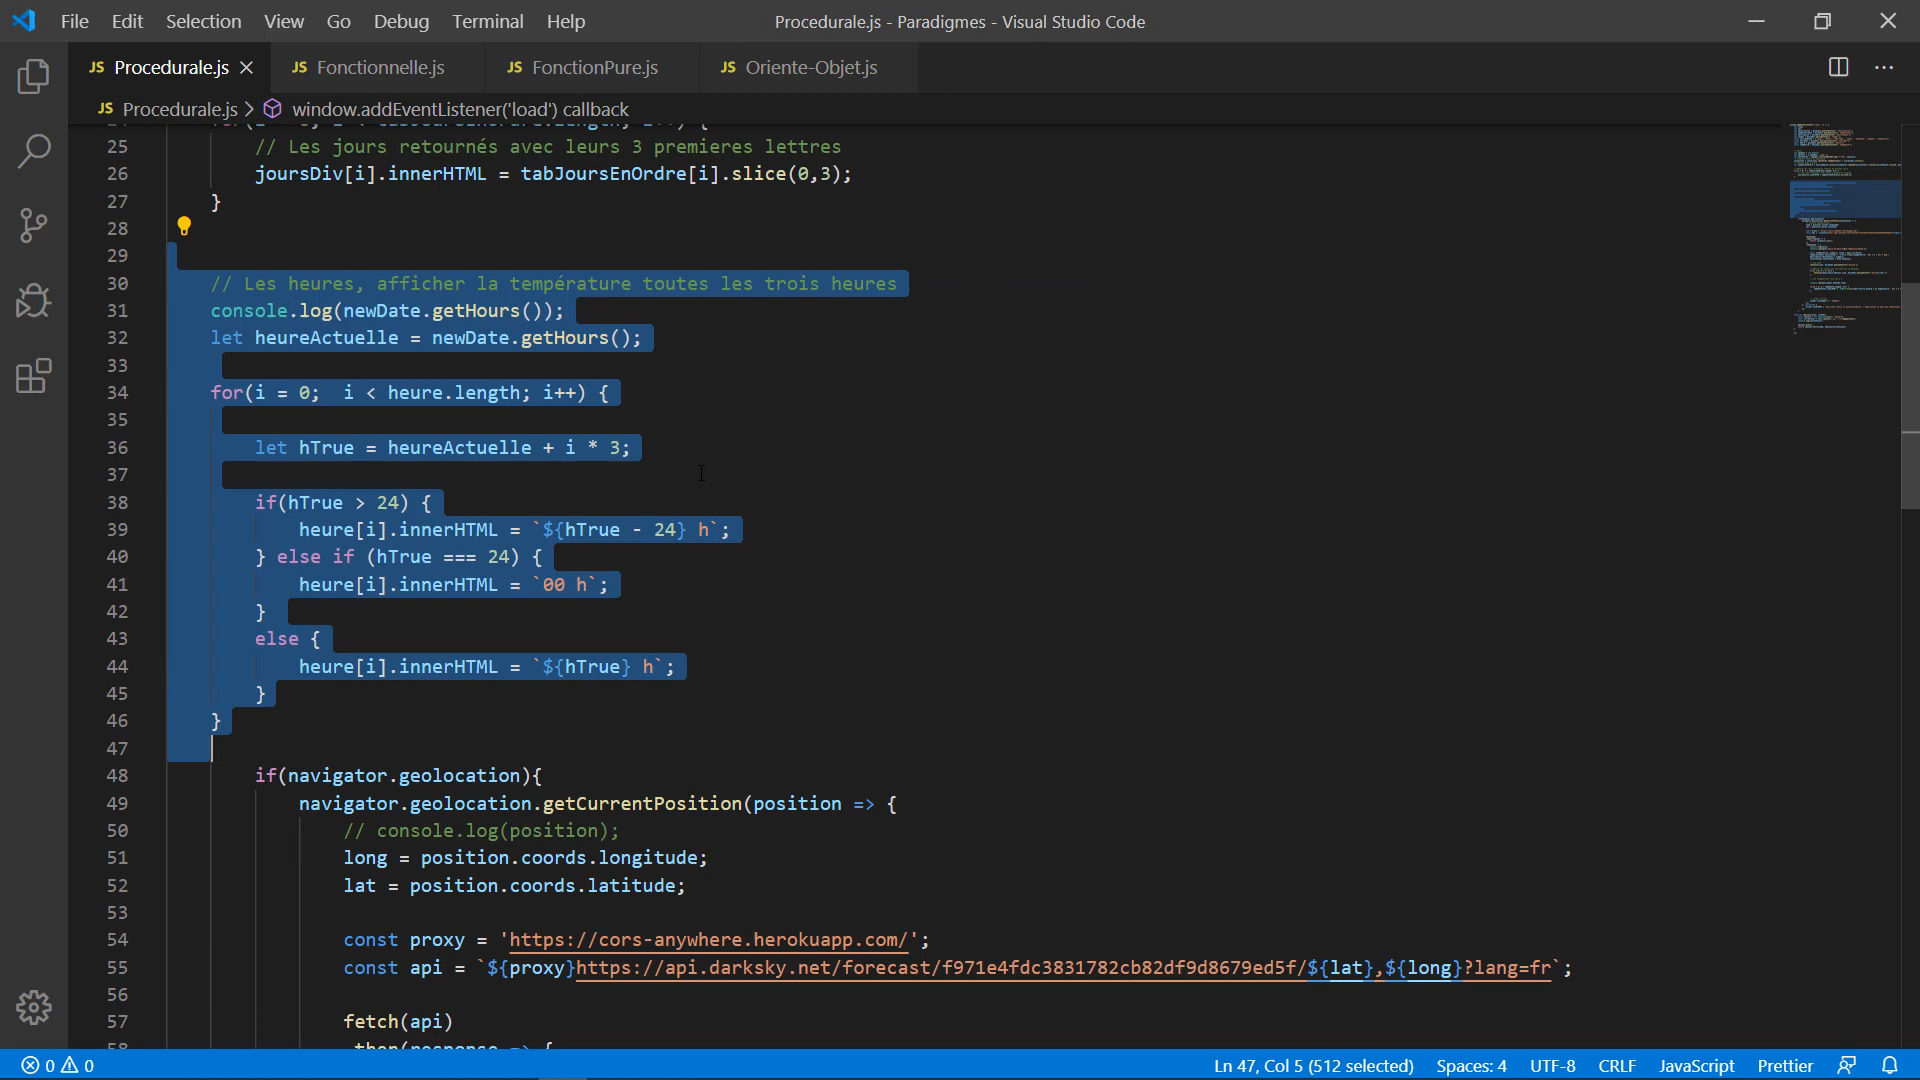 File Edit Selection View Go Debug Terminal Help
Procedurale.js - Paradigmes - Visual Studio Code
JS Procedurale.js
JS Fonctionnelle.js
JS FonctionPure.js
JS Oriente-Objet.js
JS Procedurale.js > window.addEventListener('load') callback
25 // Les jours retournés avec leurs 3 premieres lettres
26 joursDiv[i].innerHTML = tabJoursEnOrdre[i].slice(0,3);
27 }
28
29
30 // Les heures, afficher la température toutes les trois heures
31 console.log(newDate.getHours());
32 let heureActuelle = newDate.getHours();
33
34 for(i = 0;  i < heure.length; i++) {
35
36 let hTrue = heureActuelle + i * 3;
37
38 if(hTrue > 24) {
39 heure[i].innerHTML = `${hTrue - 24} h`;
40 } else if (hTrue === 24) {
41 heure[i].innerHTML = `00 h`;
42 }
43 else {
44 heure[i].innerHTML = `${hTrue} h`;
45 }
46 }
47
48 if(navigator.geolocation){
49 navigator.geolocation.getCurrentPosition(position => {
50 // console.log(position);
51 long = position.coords.longitude;
52 lat = position.coords.latitude;
53
54 const proxy = 'https://cors-anywhere.herokuapp.com/';
55 const api = `${proxy}https://api.darksky.net/forecast/f971e4fdc3831782cb82df9d8679ed5f/${lat},${long}?lang=fr`;
56
57 fetch(api)
0 0
Ln 47, Col 5 (512 selected) Spaces: 4 UTF-8 CRLF JavaScript Prettier